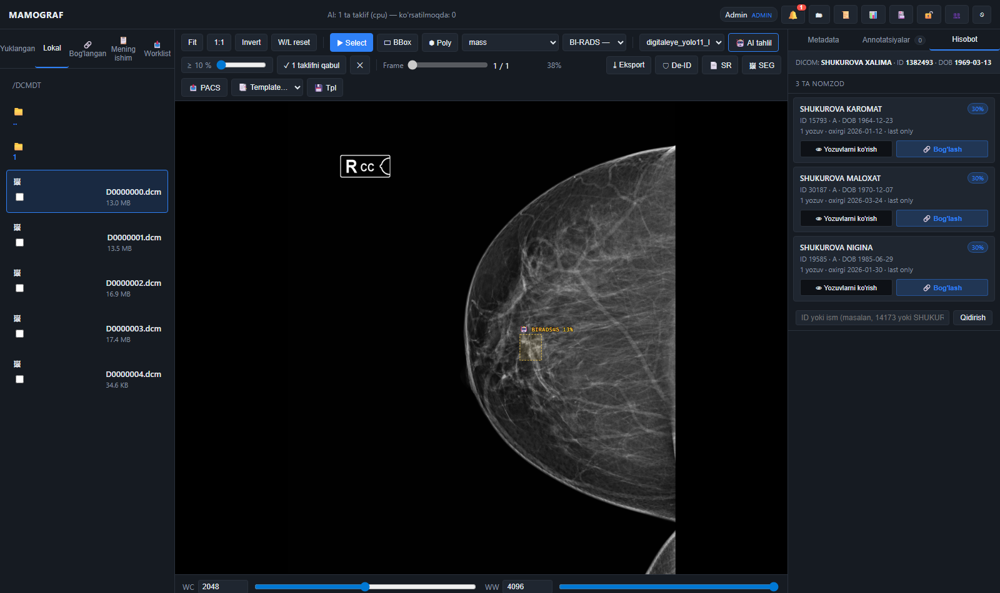 MAMOGRAF
AI: 1 ta taklif (cpu) — ko'rsatilmoqda: 0
Admin ADMIN
1
Yuklangan
Lokal
Bog'langan
Mening ishim
Worklist
/DCMDT
..
1
D0000000.dcm
13.0 MB
D0000001.dcm
13.5 MB
D0000002.dcm
16.9 MB
D0000003.dcm
17.4 MB
D0000004.dcm
34.6 KB
Fit
1:1
Invert
W/L reset
Select
BBox
Poly
mass
BI-RADS —
digitaleye_yolo11_l
AI tahlil
≥ 10 %
✓ 1 taklifni qabul
✕
Frame
1 / 1
38%
Eksport
De-ID
SR
SEG
PACS
Template...
Tpl
R CC
BIRADS45 13%
WC 2048
WW 4096
Metadata
Annotatsiyalar 0
Hisobot
DICOM: SHUKUROVA XALIMA · ID 1382493 · DOB 1969-03-13
3 TA NOMZOD
SHUKUROVA KAROMAT 30%
ID 15793 · A · DOB 1964-12-23
1 yozuv · oxirgi 2026-01-12 · last only
Yozuvlarni ko'rish
Bog'lash
SHUKUROVA MALOXAT 30%
ID 30187 · A · DOB 1970-12-07
1 yozuv · oxirgi 2026-03-24 · last only
Yozuvlarni ko'rish
Bog'lash
SHUKUROVA NIGINA 30%
ID 19585 · A · DOB 1985-06-29
1 yozuv · oxirgi 2026-01-30 · last only
Yozuvlarni ko'rish
Bog'lash
ID yoki ism (masalan, 14173 yoki SHUKUR
Qidirish